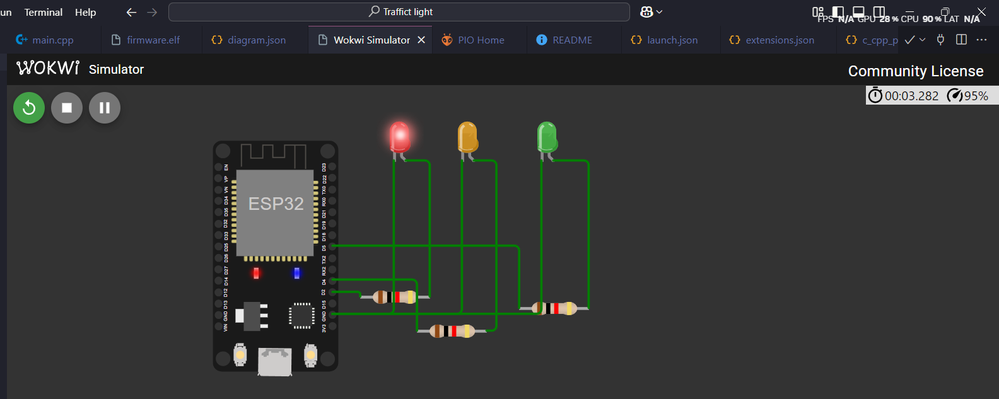 un Terminal Help Traffict light
FPS N/A GPU 28 % CPU 90 % LAT N/A
main.cpp firmware.elf diagram.json Wokwi Simulator PIO Home README launch.json extensions.json c_cpp_p
WOKWi Simulator Community License
00:03.282 95%
ESP32
EN
VP
VN
D34
D35
D32
D33
D25
D26
D27
D14
D12
D13
GND
VIN
D23
D22
TX0
RX0
D21
D19
D18
D5
TX2
RX2
D4
D2
D15
GND
3V3